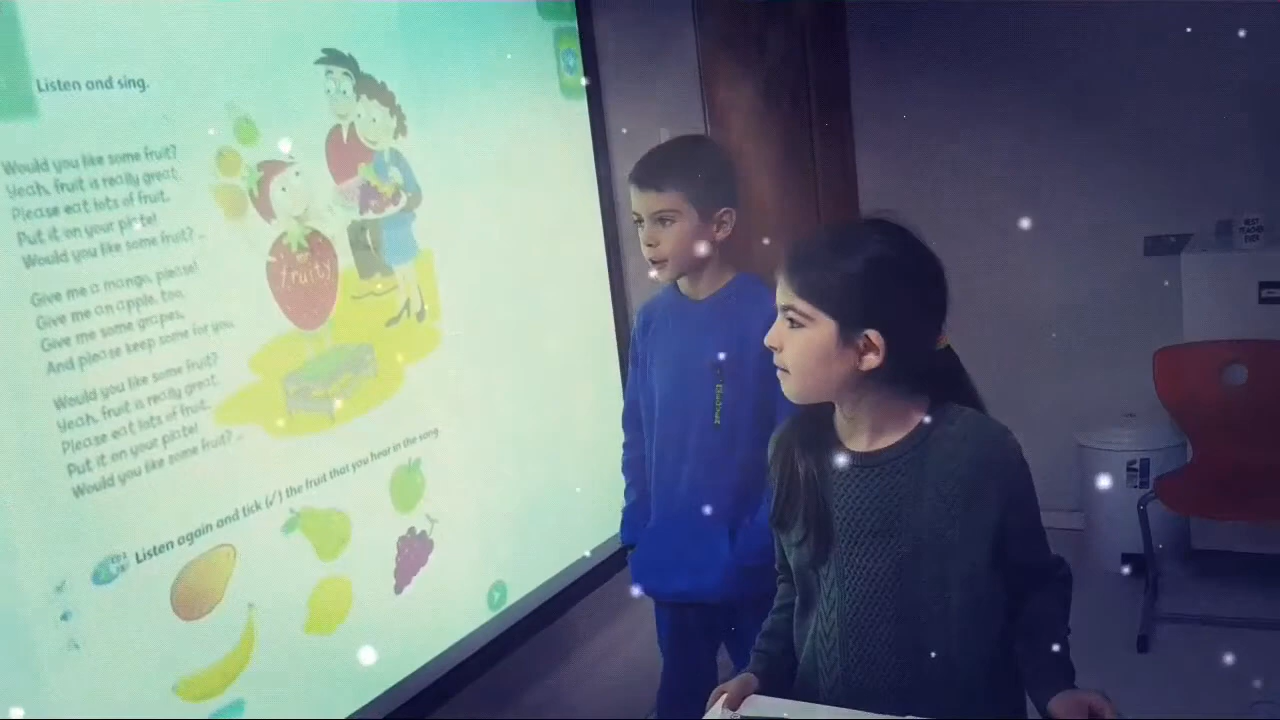 Listen and sing.
Would you like some fruit?
Yeah, fruit is really great.
Please eat lots of fruit.
Put it on your plate!
Would you like some fruit? ...
Give me a mango, please!
Give me an apple, too,
Give me some grapes,
And please keep some for you.
Would you like some fruit?
Yeah, fruit is really great.
Please eat lots of fruit.
Put it on your plate!
Would you like some fruit? ...
fruity
Listen again and tick (✓) the fruit that you hear in the song.
BEST
TEACHER
EVER